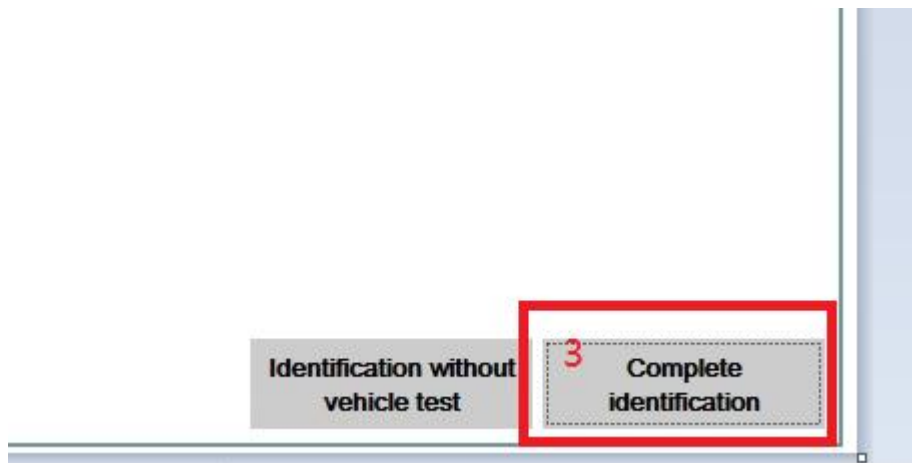 Identification without
vehicle test
3
Complete
identification